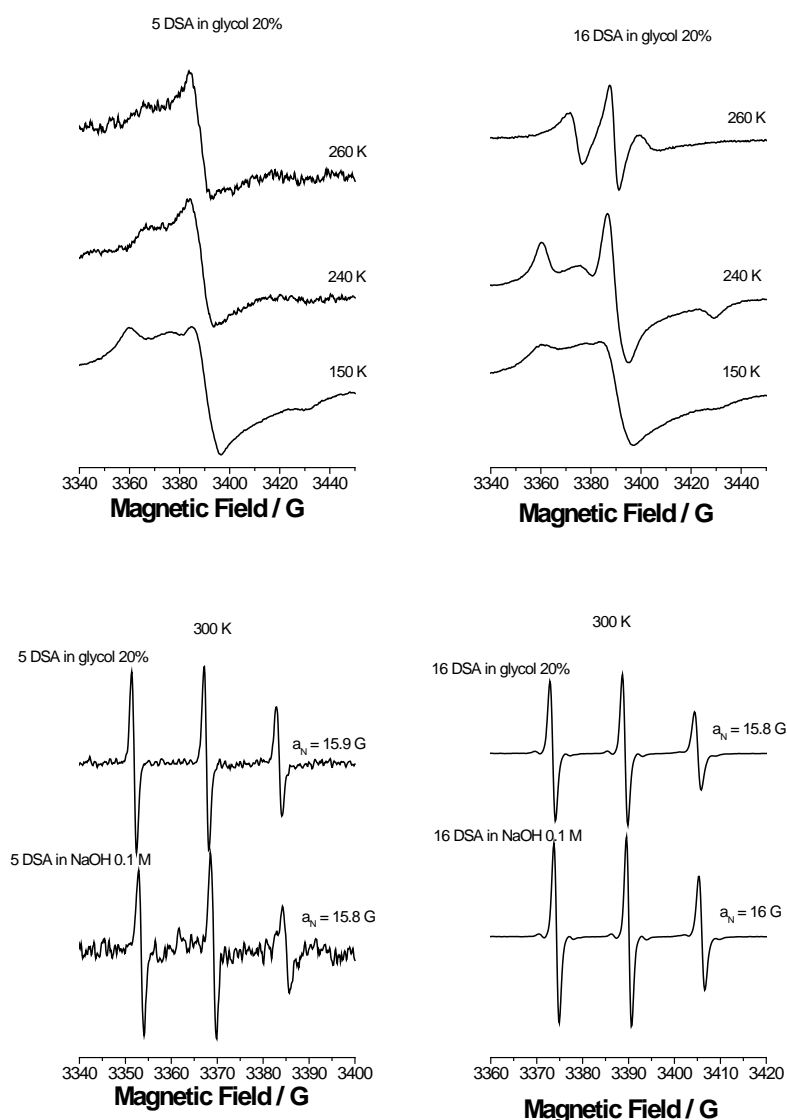 5 DSA in glycol 20%
260 K
240 K
150 K
3340 3360 3380 3400 3420 3440
Magnetic Field / G
16 DSA in glycol 20%
260 K
240 K
150 K
3340 3360 3380 3400 3420 3440
Magnetic Field / G
300 K
5 DSA in glycol 20%
a_N = 15.9 G
5 DSA in NaOH 0.1 M
a_N = 15.8 G
3340 3350 3360 3370 3380 3390 3400
Magnetic Field / G
300 K
16 DSA in glycol 20%
a_N = 15.8 G
16 DSA in NaOH 0.1 M
a_N = 16 G
3360 3370 3380 3390 3400 3410 3420
Magnetic Field / G